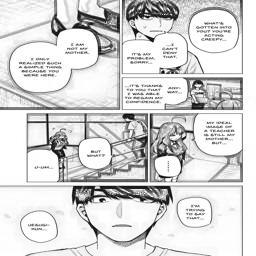 WHAT'S
GOTTEN INTO
YOU? YOU'RE
ACTING
CREEPY...
...I
CAN'T
DENY
THAT.
IT'S MY
PROBLEM,
SORRY...
I AM
NOT MY
MOTHER.
I ONLY
REALIZED SUCH
A SIMPLE THING
BECAUSE YOU
WERE HERE.
ANY-
WAY...
...IT'S THANKS
TO YOU THAT
I WAS ABLE
TO REGAIN MY
CONFIDENCE.
MY IDEAL
IMAGE OF
A TEACHER
IS STILL MY
MOTHER...
BUT...
........
BUT
WHAT?
U-UM...
I'M
TRYING TO
SAY
THAT...
UESUGI-
KUN...